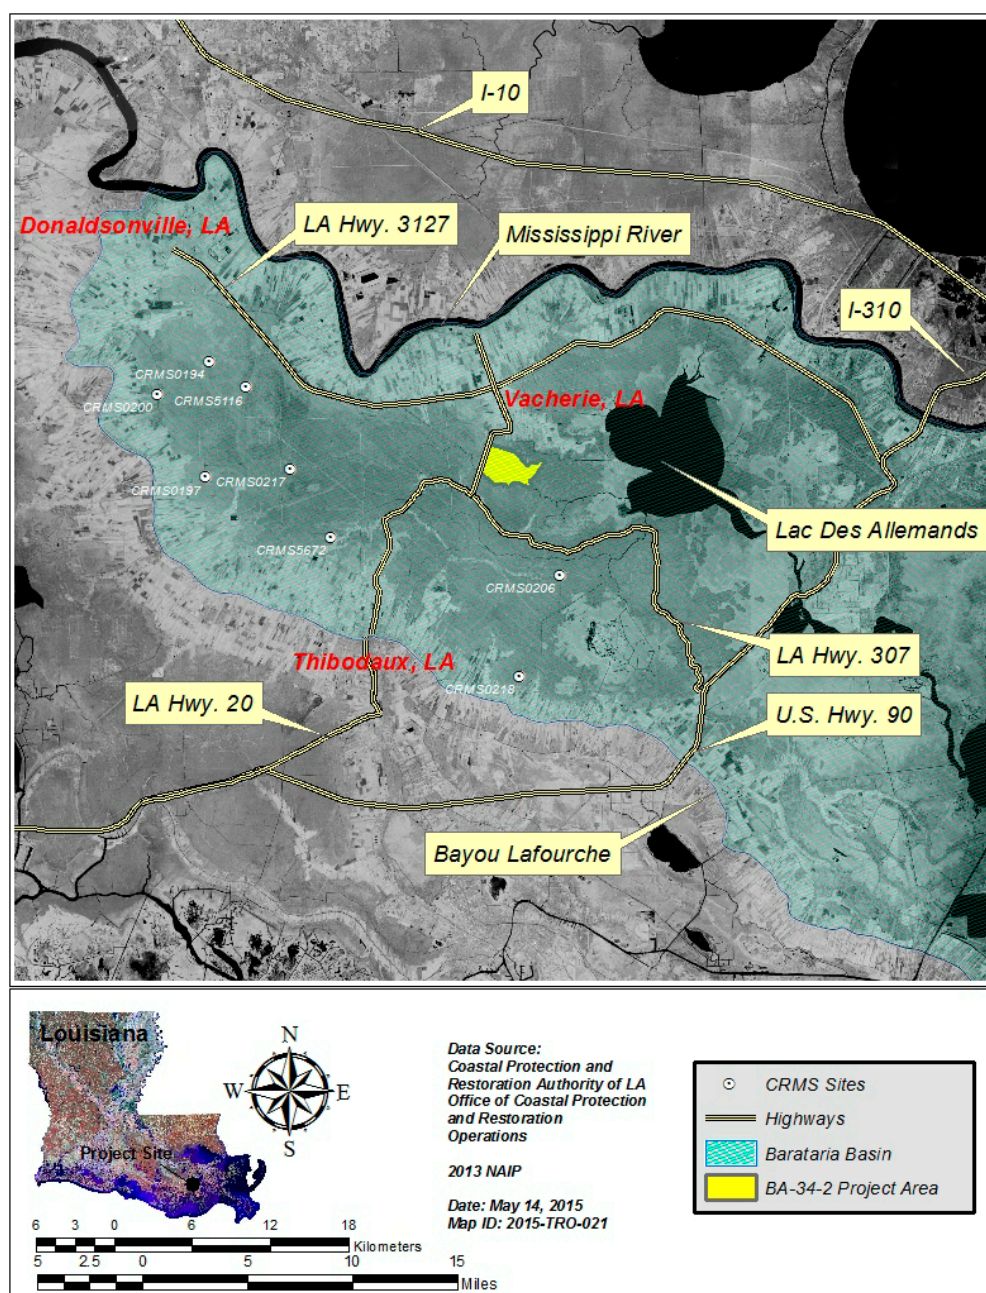 I-10
Donaldsonville, LA
LA Hwy. 3127
Mississippi River
I-310
CRMS0194
CRMS0200
CRMS5116
Vacherie, LA
CRMS0197
CRMS0217
CRMS5672
Lac Des Allemands
CRMS0206
Thibodaux, LA
LA Hwy. 307
CRMS0218
LA Hwy. 20
U.S. Hwy. 90
Bayou Lafourche
Louisiana
Project Site
N
W
E
S
6 3 0 6 12 18
Kilometers
5 2.5 0 5 10 15
Miles
Data Source:
Coastal Protection and
Restoration Authority of LA
Office of Coastal Protection
and Restoration
Operations
2013 NAIP
Date: May 14, 2015
Map ID: 2015-TRO-021
CRMS Sites
Highways
Barataria Basin
BA-34-2 Project Area